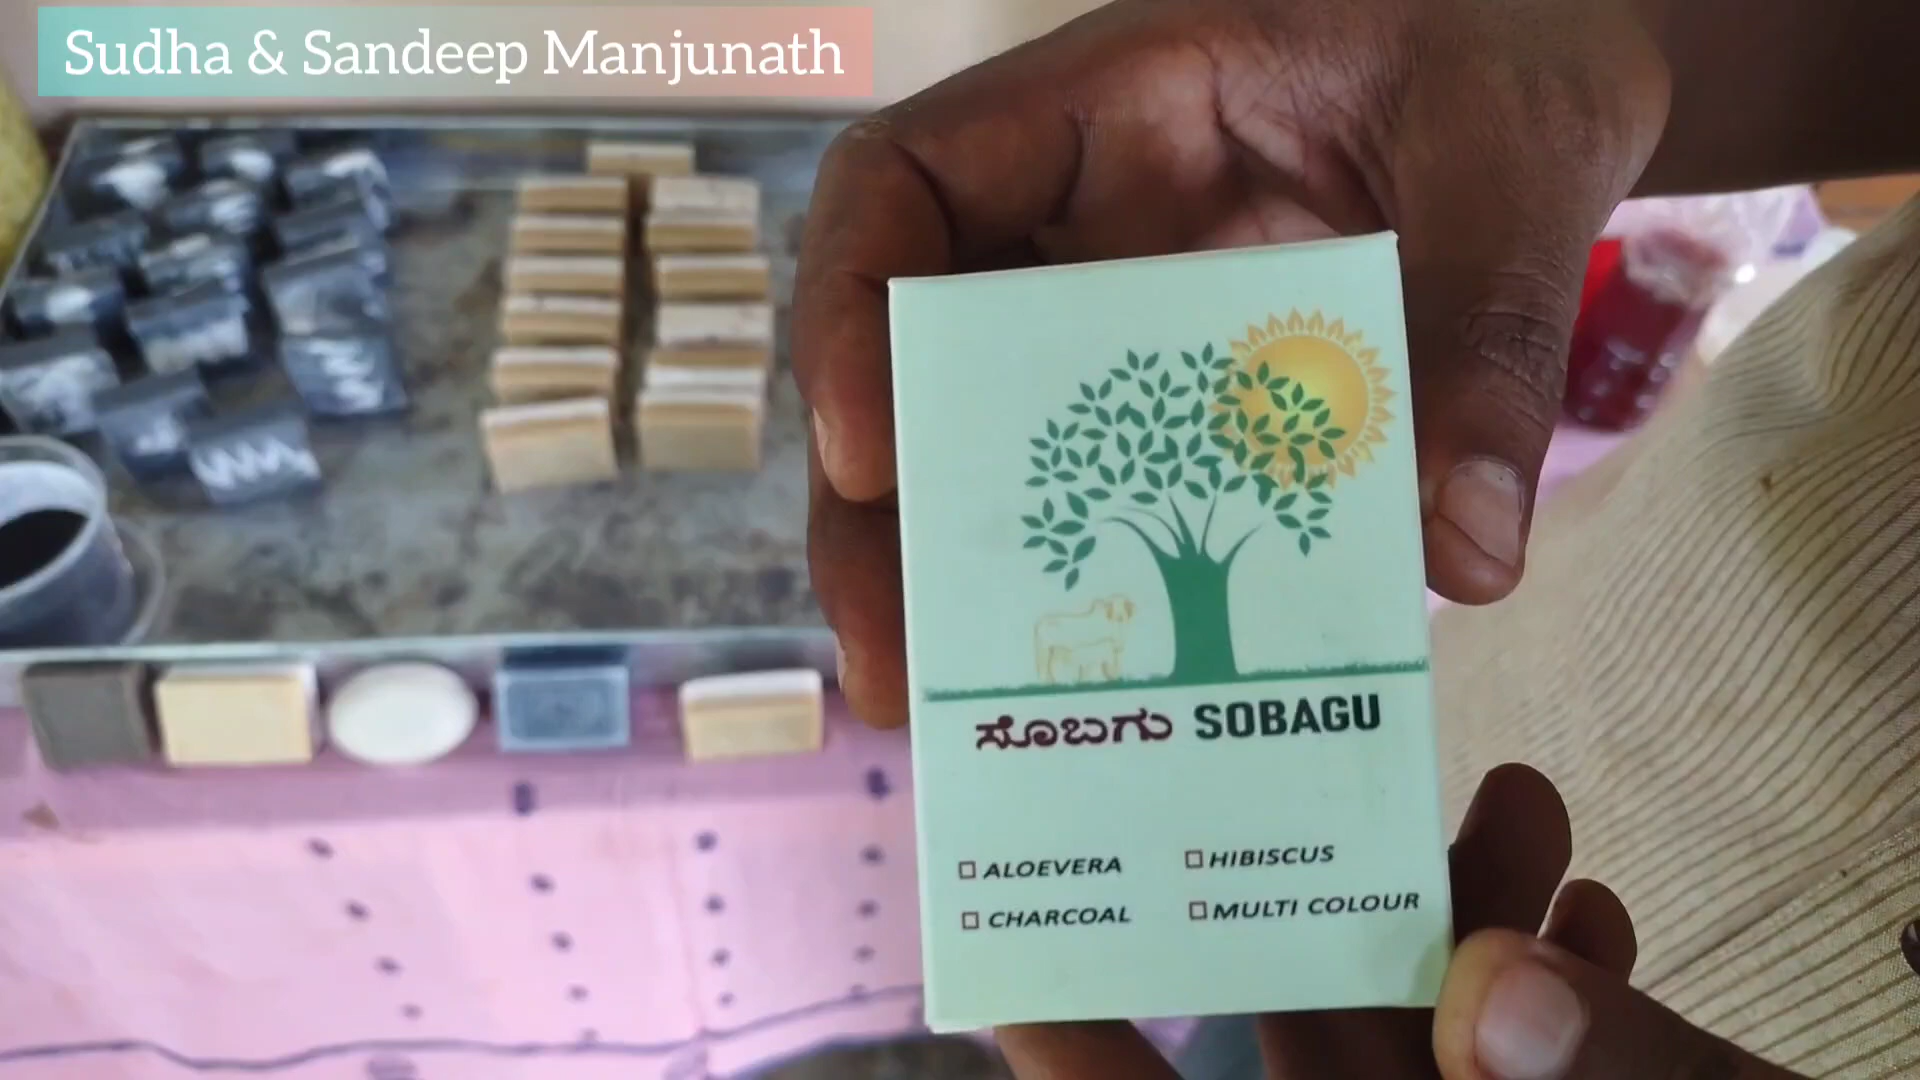 Sudha & Sandeep Manjunath
ಸೊಬಗು SOBAGU
ALOEVERA
HIBISCUS
CHARCOAL
MULTI COLOUR